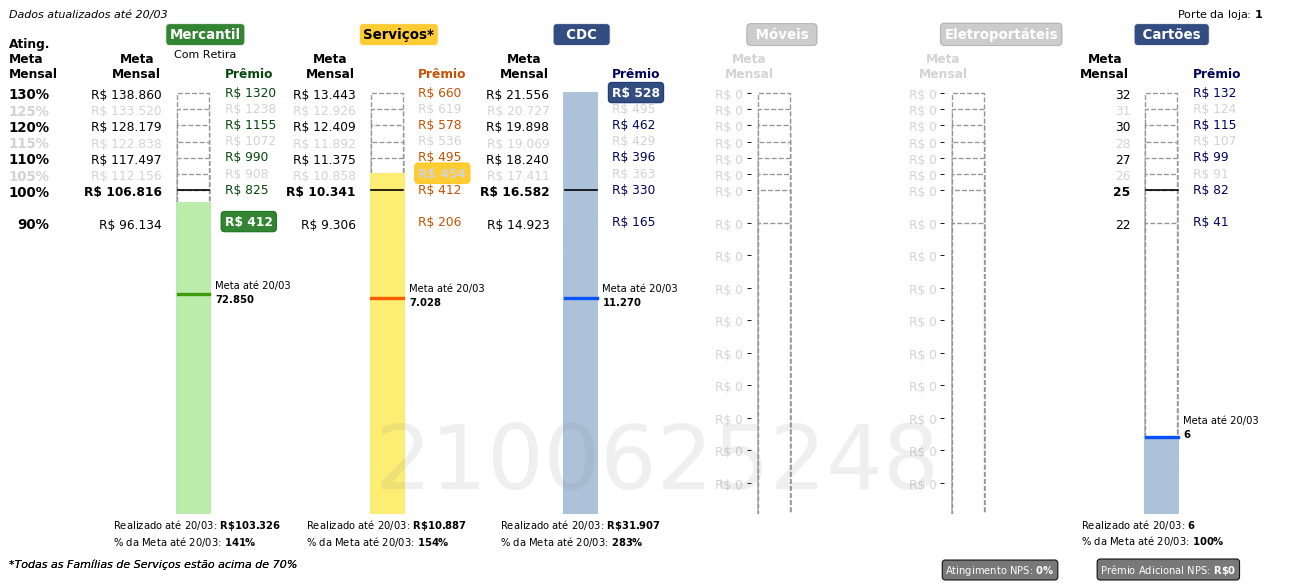 Dados atualizados até 20/03
Porte da loja: 1
Mercantil Serviços* CDC Móveis Eletroportáteis Cartões
Com Retira
Ating. Meta Mensal
Meta Mensal Prêmio Meta Mensal Prêmio Meta Mensal Prêmio Meta Mensal Meta Mensal Meta Mensal Prêmio
130% R$ 138.860 R$ 1320 R$ 13.443 R$ 660 R$ 21.556 R$ 528 R$ 0 R$ 0 32 R$ 132
125% R$ 133.520 R$ 1238 R$ 12.926 R$ 619 R$ 20.727 R$ 495 R$ 0 R$ 0 31 R$ 124
120% R$ 128.179 R$ 1155 R$ 12.409 R$ 578 R$ 19.898 R$ 462 R$ 0 R$ 0 30 R$ 115
115% R$ 122.838 R$ 1072 R$ 11.892 R$ 536 R$ 19.069 R$ 429 R$ 0 R$ 0 28 R$ 107
110% R$ 117.497 R$ 990 R$ 11.375 R$ 495 R$ 18.240 R$ 396 R$ 0 R$ 0 27 R$ 99
105% R$ 112.156 R$ 908 R$ 10.858 R$ 454 R$ 17.411 R$ 363 R$ 0 R$ 0 26 R$ 91
100% R$ 106.816 R$ 825 R$ 10.341 R$ 412 R$ 16.582 R$ 330 R$ 0 R$ 0 25 R$ 82
90% R$ 96.134 R$ 412 R$ 9.306 R$ 206 R$ 14.923 R$ 165 R$ 0 R$ 0 22 R$ 41
R$ 0 R$ 0
Meta até 20/03 Meta até 20/03 Meta até 20/03 R$ 0 R$ 0
72.850 7.028 11.270
R$ 0 R$ 0
R$ 0 R$ 0
R$ 0 R$ 0
R$ 0 R$ 0 Meta até 20/03
6
R$ 0 R$ 0
R$ 0 R$ 0
2100625248
Realizado até 20/03: R$103.326 Realizado até 20/03: R$10.887 Realizado até 20/03: R$31.907 Realizado até 20/03: 6
% da Meta até 20/03: 141% % da Meta até 20/03: 154% % da Meta até 20/03: 283% % da Meta até 20/03: 100%
*Todas as Famílias de Serviços estão acima de 70%
Atingimento NPS: 0% Prêmio Adicional NPS: R$0